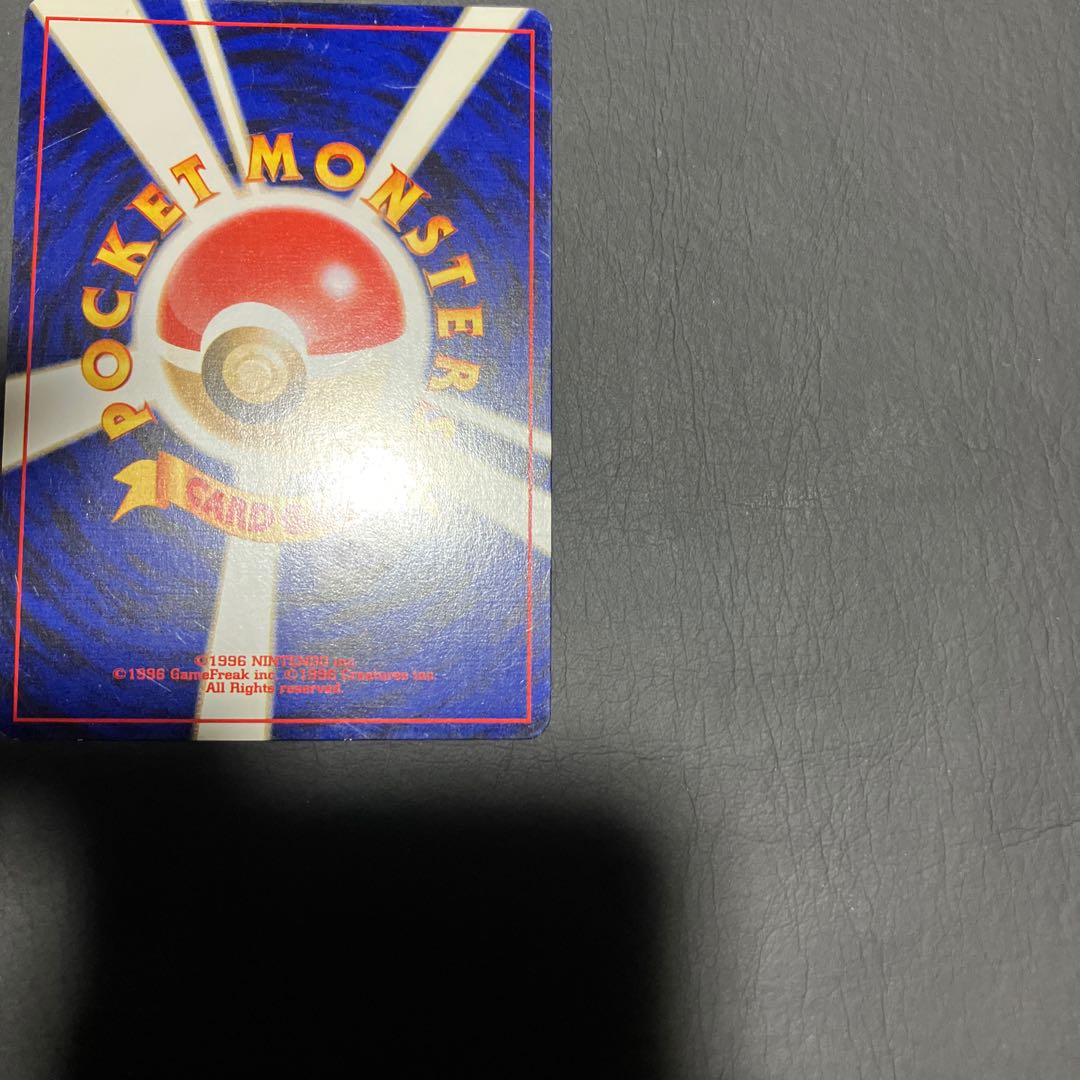 POCKET MONSTERS
CARD
©1996 NINTENDO inc.
©1996 GameFreak inc. ©1996 Creatures inc.
All Rights reserved.